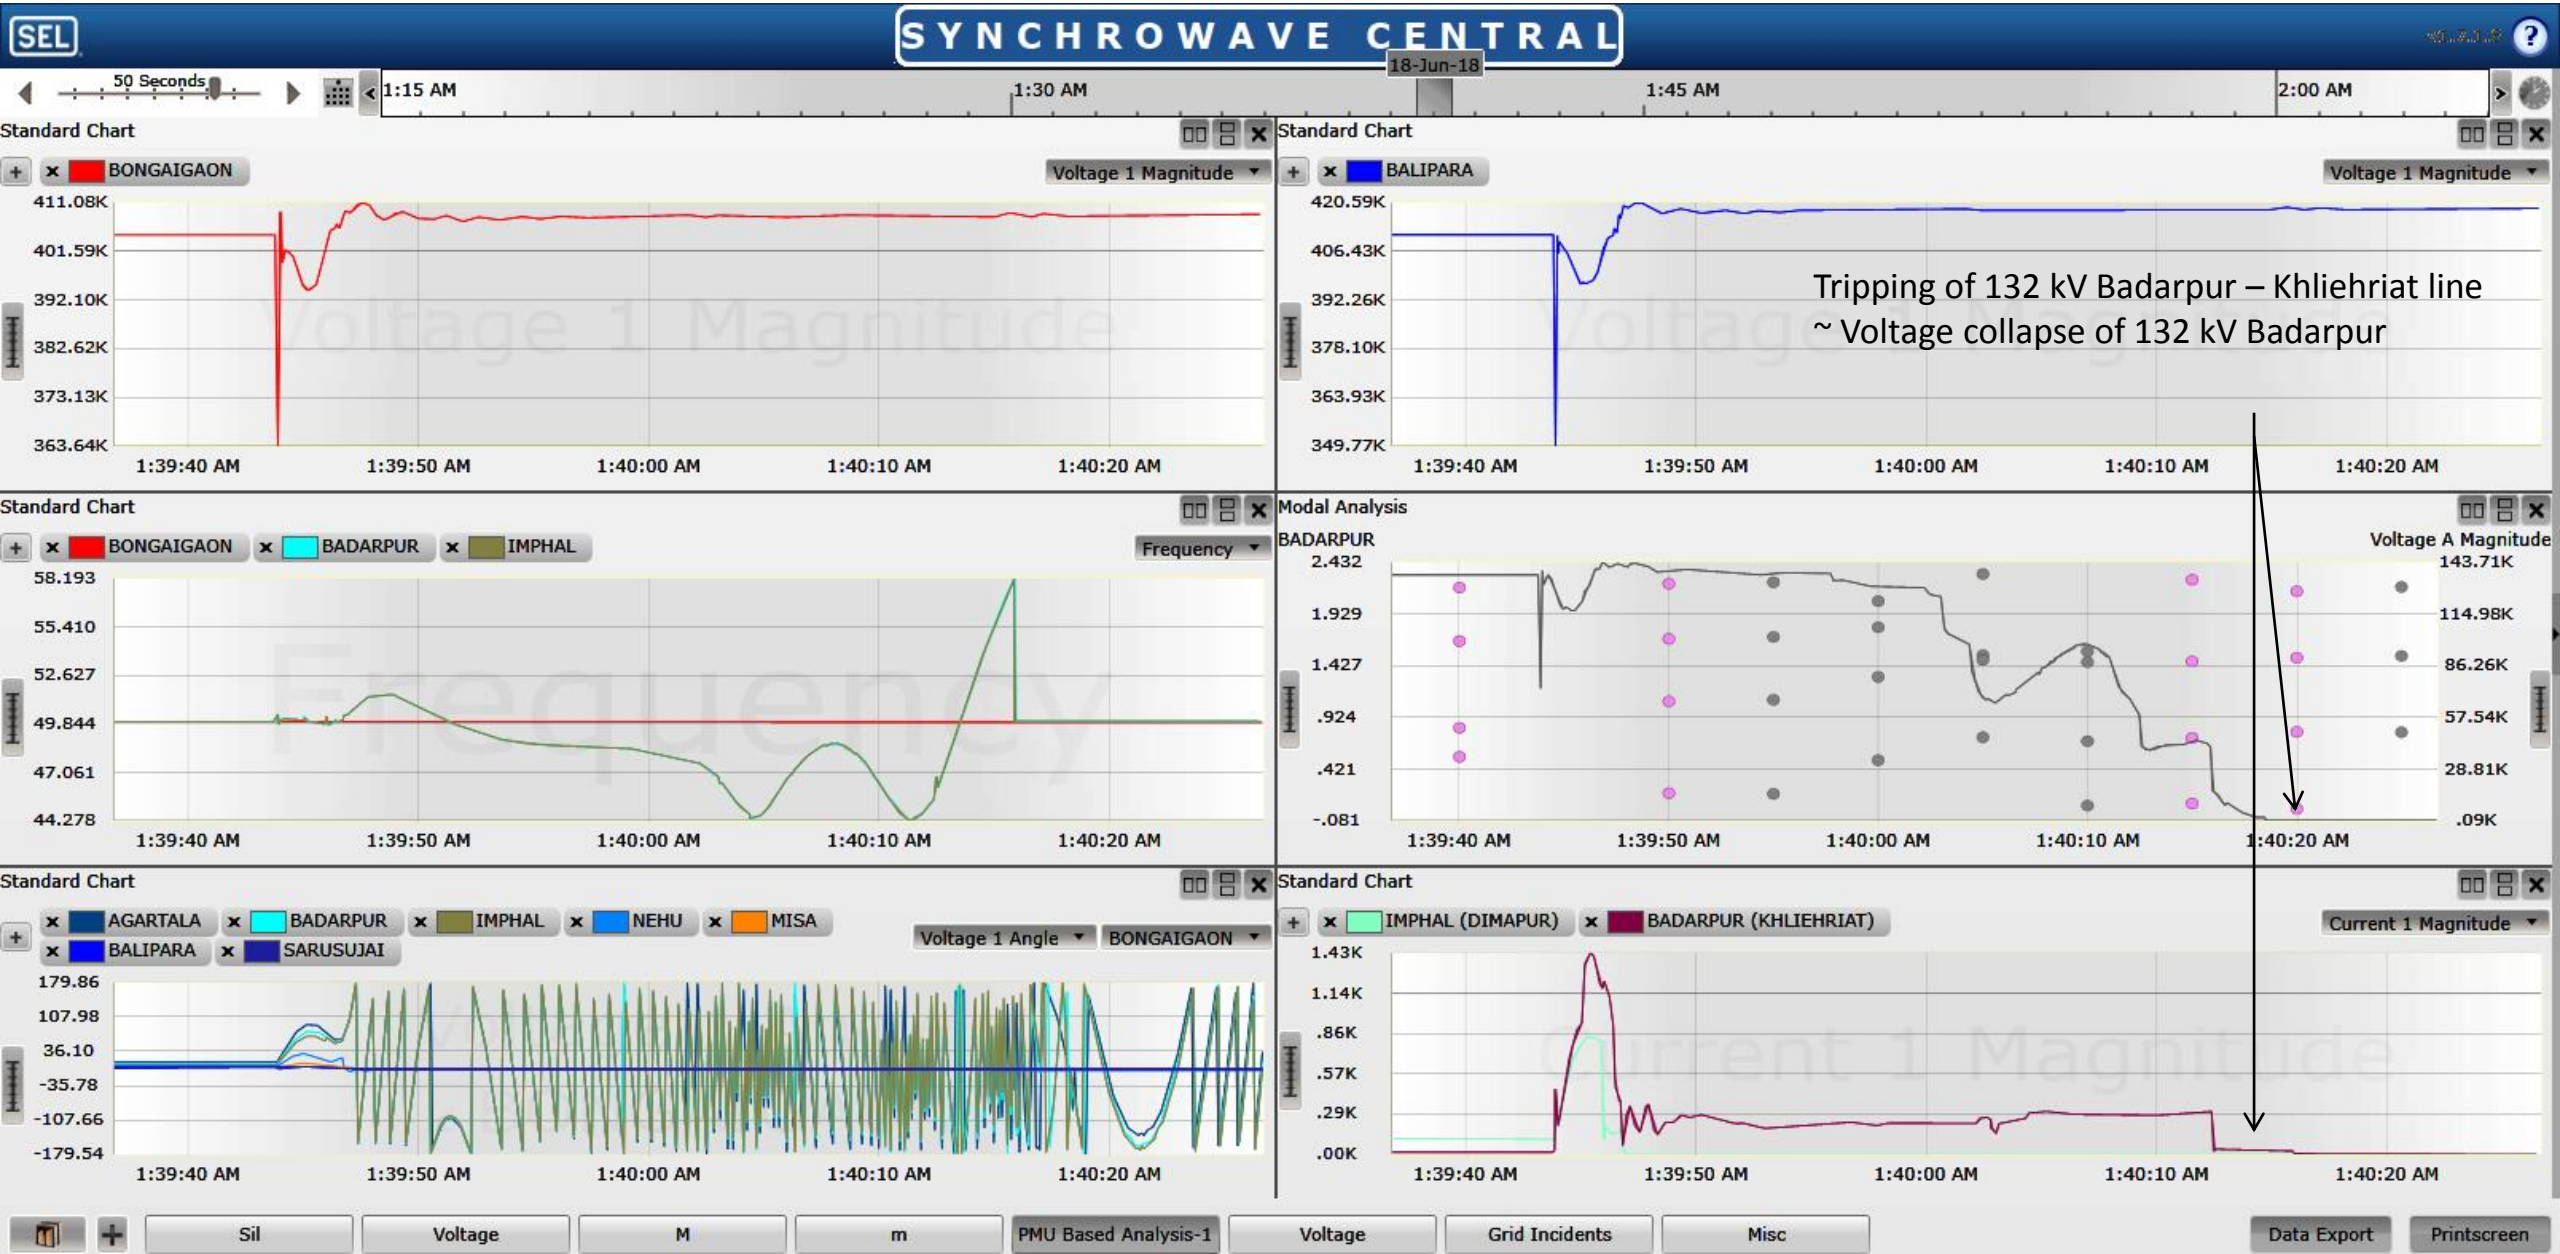 SEL
SYNCHROWAVE CENTRAL
?
18-Jun-18
50 Seconds
<
1:15 AM
1:30 AM
1:45 AM
2:00 AM
>
Standard Chart
+ × BONGAIGAON
Voltage 1 Magnitude
411.08K
401.59K
392.10K
382.62K
373.13K
363.64K
Voltage 1 Magnitude
1:39:40 AM 1:39:50 AM 1:40:00 AM 1:40:10 AM 1:40:20 AM
Standard Chart
+ × BALIPARA
Voltage 1 Magnitude
420.59K
406.43K
392.26K
378.10K
363.93K
349.77K
Voltage 1 Magnitude
Tripping of 132 kV Badarpur – Khliehriat line
~ Voltage collapse of 132 kV Badarpur
1:39:40 AM 1:39:50 AM 1:40:00 AM 1:40:10 AM 1:40:20 AM
Standard Chart
+ × BONGAIGAON × BADARPUR × IMPHAL
Frequency
58.193
55.410
52.627
49.844
47.061
44.278
Frequency
1:39:40 AM 1:39:50 AM 1:40:00 AM 1:40:10 AM 1:40:20 AM
Modal Analysis
BADARPUR
Voltage A Magnitude
2.432
1.929
1.427
.924
.421
-.081
143.71K
114.98K
86.26K
57.54K
28.81K
.09K
1:39:40 AM 1:39:50 AM 1:40:00 AM 1:40:10 AM 1:40:20 AM
Standard Chart
+ × AGARTALA × BADARPUR × IMPHAL × NEHU × MISA
× BALIPARA × SARUSUJAI
Voltage 1 Angle BONGAIGAON
179.86
107.98
36.10
-35.78
-107.66
-179.54
1:39:40 AM 1:39:50 AM 1:40:00 AM 1:40:10 AM 1:40:20 AM
Standard Chart
+ × IMPHAL (DIMAPUR) × BADARPUR (KHLIEHRIAT)
Current 1 Magnitude
1.43K
1.14K
.86K
.57K
.29K
.00K
Current 1 Magnitude
1:39:40 AM 1:39:50 AM 1:40:00 AM 1:40:10 AM 1:40:20 AM
+ Sil Voltage M m PMU Based Analysis-1 Voltage Grid Incidents Misc Data Export Printscreen